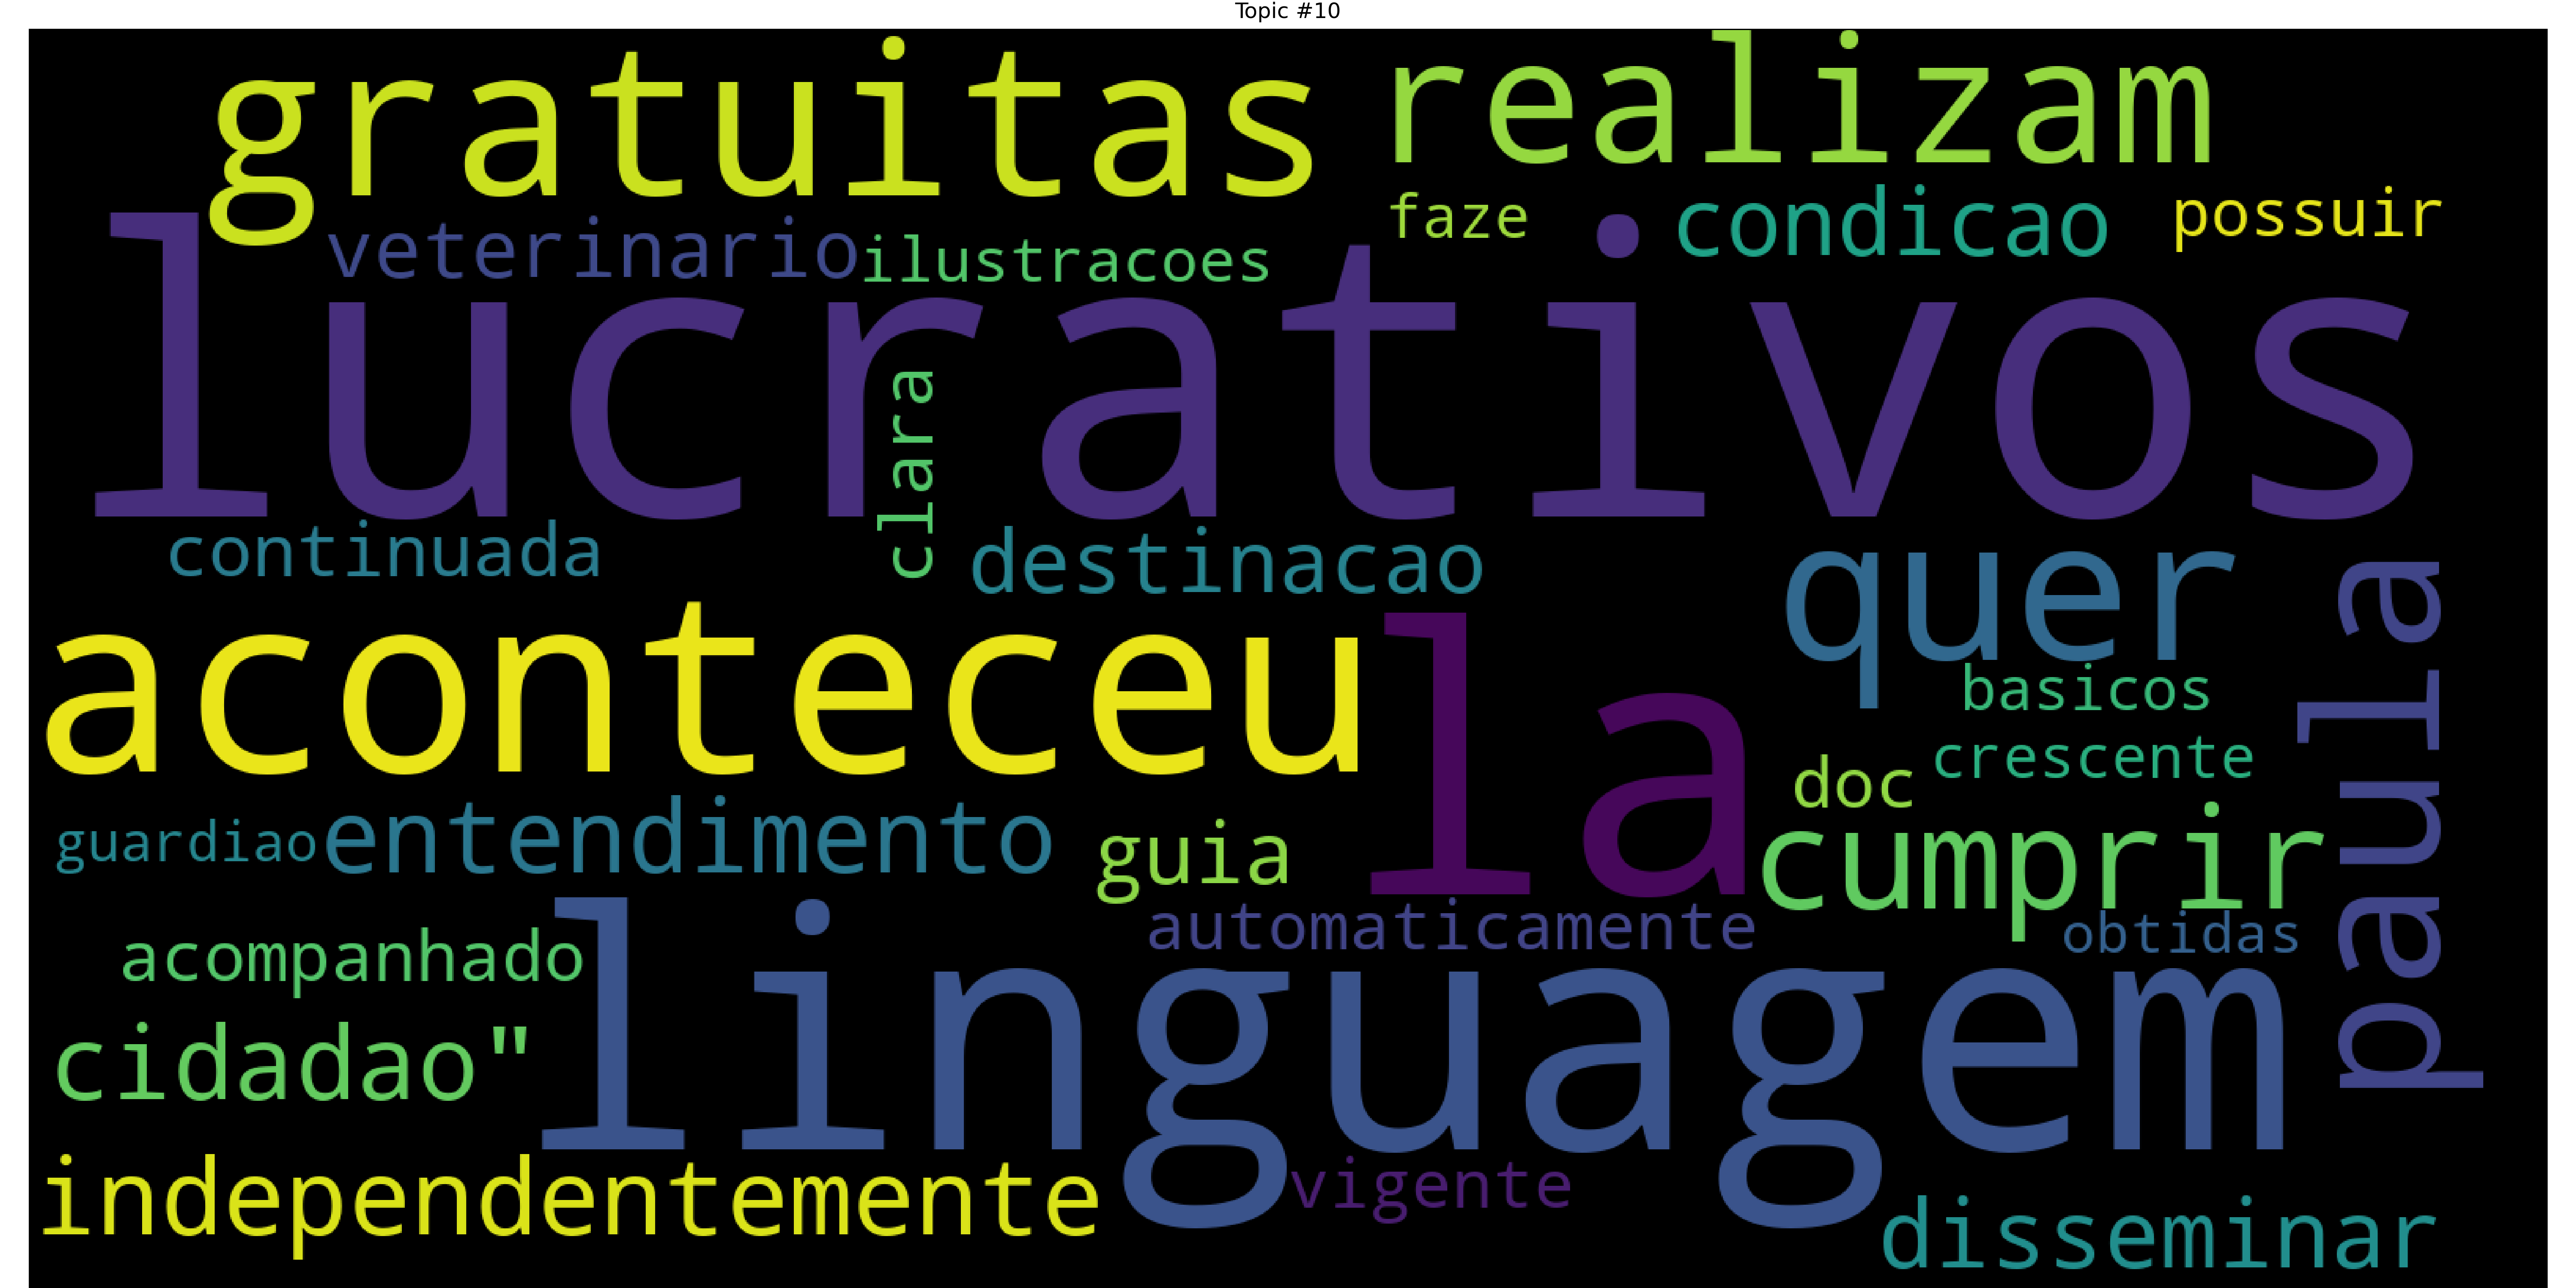 Topic #10
gratuitas
realizam
faze
condicao
possuir
veterinario
ilustracoes
lucrativos
clara
continuada
destinacao
quer
paula
aconteceu
la
basicos
crescente
doc
guardiao
entendimento
guia
cumprir
automaticamente
obtidas
acompanhado
linguagem
cidadao"
independentemente
vigente
disseminar